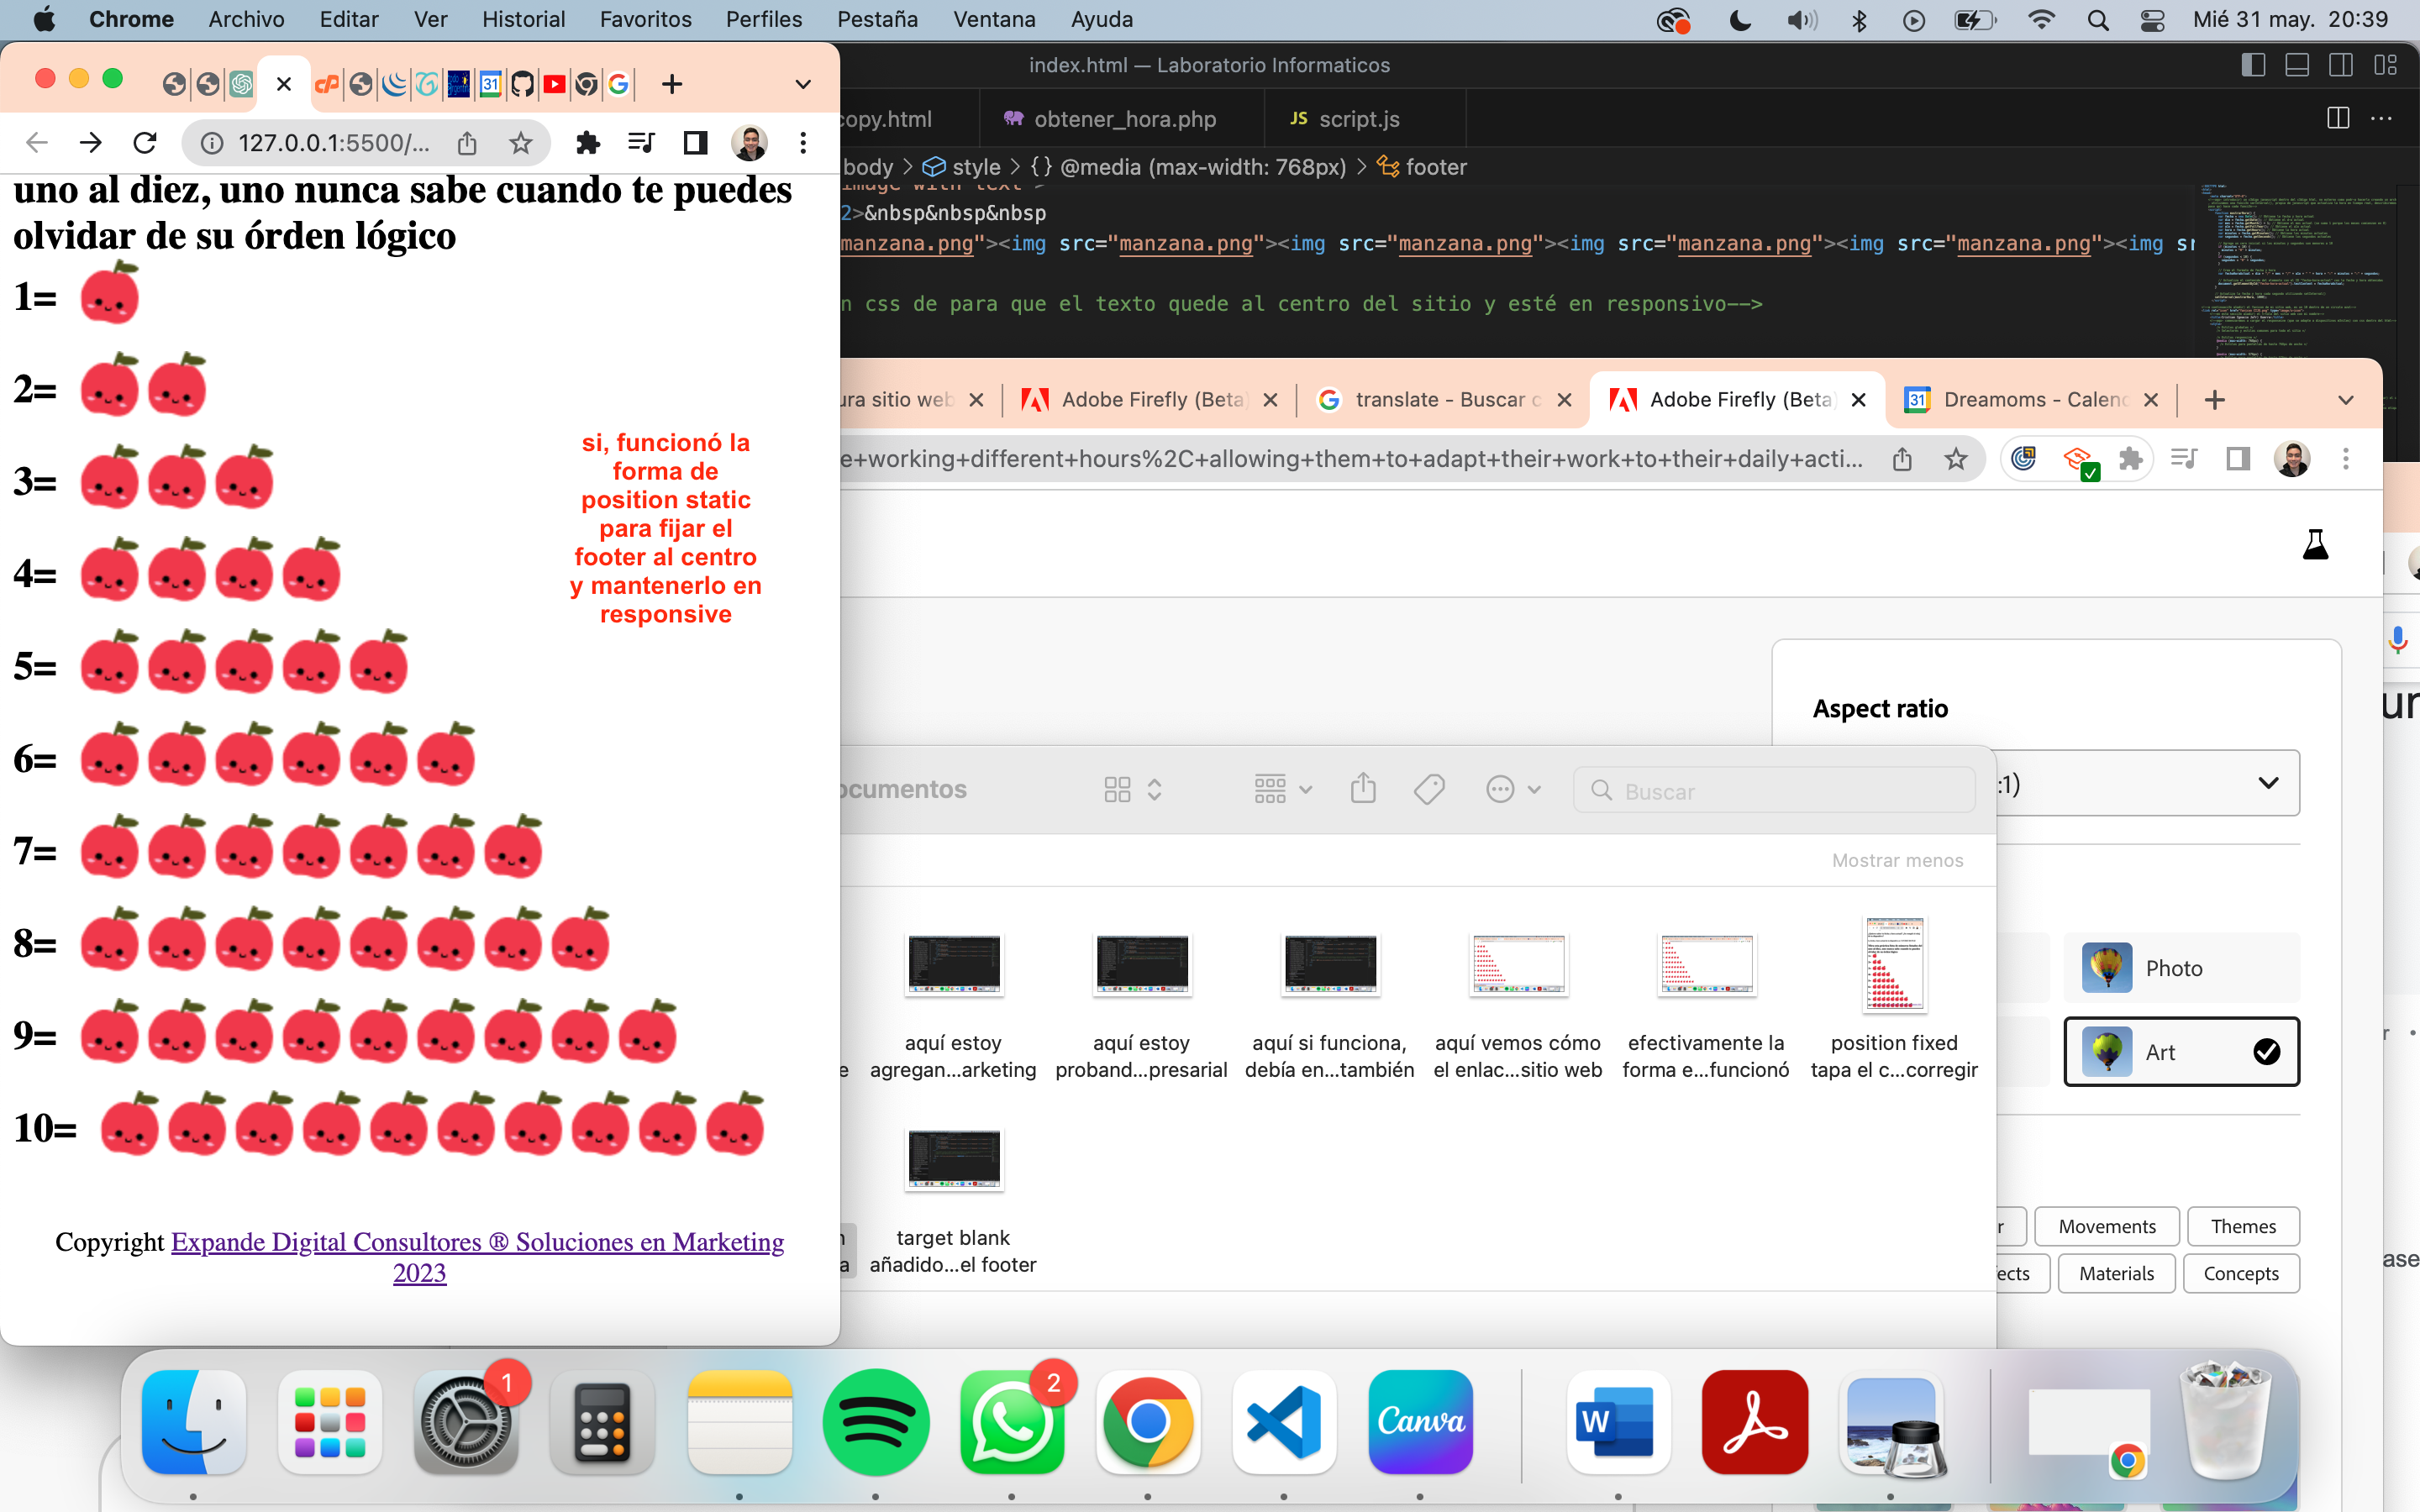 Chrome Archivo Editar Ver Historial Favoritos Perfiles Pestaña Ventana Ayuda
Mié 31 may. 20:39
index.html — Laboratorio Informaticos
copy.html obtener_hora.php JS script.js
127.0.0.1:5500/...
body > style > {} @media (max-width: 768px) > footer
image with text">
2>&nbsp&nbsp&nbsp
manzana.png"><img src="manzana.png"><img src="manzana.png"><img src="manzana.png"><img src="manzana.png"><img sr
n css de para que el texto quede al centro del sitio y esté en responsivo-->
uno al diez, uno nunca sabe cuando te puedes
olvidar de su órden lógico
1=
2=
3=
4=
5=
6=
7=
8=
9=
10=
si, funcionó la
forma de
position static
para fijar el
footer al centro
y mantenerlo en
responsive
Copyright Expande Digital Consultores ® Soluciones en Marketing
2023
ura sitio web Adobe Firefly (Beta) translate - Buscar c Adobe Firefly (Beta) 31 Dreamoms - Calenc
e+working+different+hours%2C+allowing+them+to+adapt+their+work+to+their+daily+acti...
Aspect ratio
:1)
Photo
Art
r Movements Themes
ects Materials Concepts
ocumentos
Buscar
Mostrar menos
aquí estoy
agregan...arketing
aquí estoy
proband...presarial
aquí si funciona,
debía en...también
aquí vemos cómo
el enlac...sitio web
efectivamente la
forma e...funcionó
position fixed
tapa el c...corregir
target blank
añadido...el footer
1
2
Canva
W